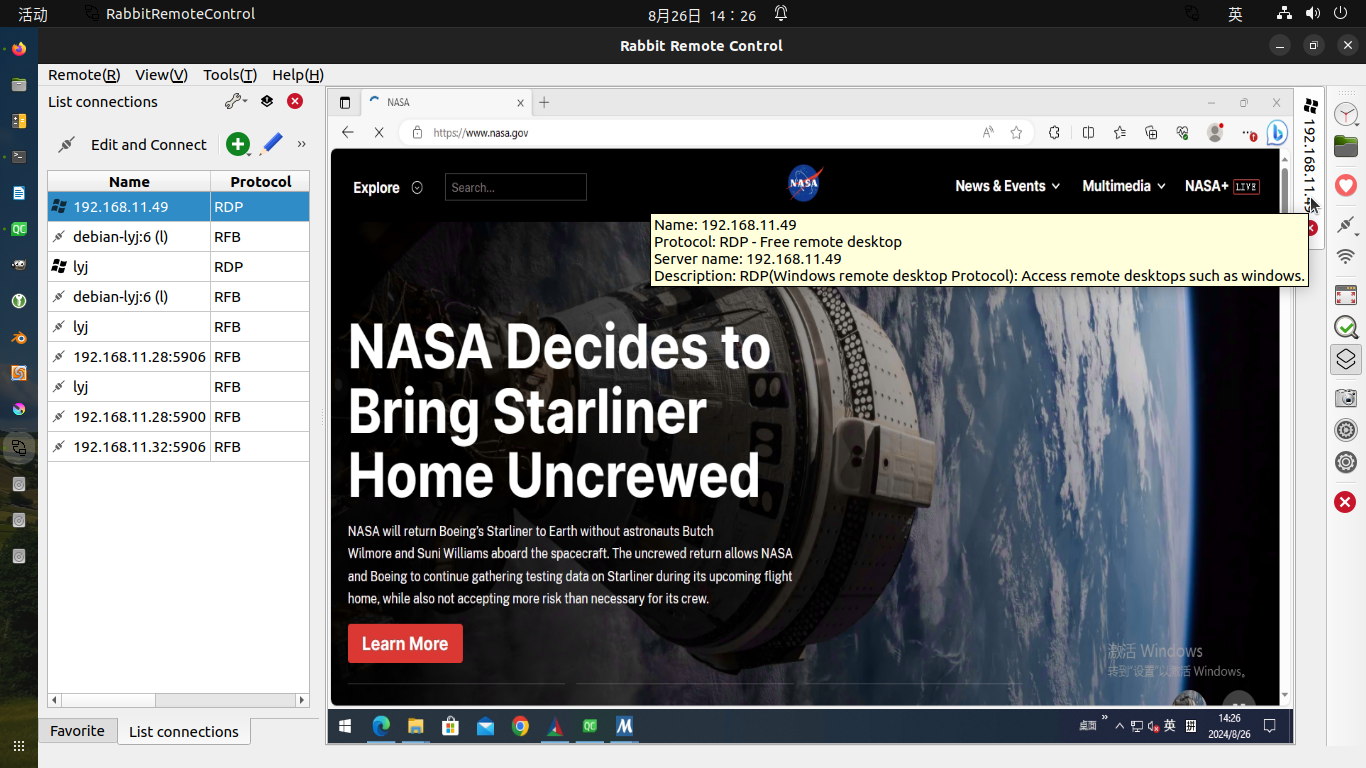 活动
RabbitRemoteControl
8月26日 14：26
英
Rabbit Remote Control
Remote(R) View(V) Tools(T) Help(H)
List connections
Edit and Connect
Name Protocol
192.168.11.49 RDP
debian-lyj:6 (l) RFB
lyj RDP
debian-lyj:6 (l) RFB
lyj RFB
192.168.11.28:5906 RFB
lyj RFB
192.168.11.28:5900 RFB
192.168.11.32:5906 RFB
Favorite
List connections
NASA
https://www.nasa.gov
Explore
Search...
NASA
News & Events
Multimedia
NASA+ LIVE
Name: 192.168.11.49
Protocol: RDP - Free remote desktop
Server name: 192.168.11.49
Description: RDP(Windows remote desktop Protocol): Access remote desktops such as windows.
NASA Decides to
Bring Starliner
Home Uncrewed
NASA will return Boeing's Starliner to Earth without astronauts Butch
Wilmore and Suni Williams aboard the spacecraft. The uncrewed return allows NASA
and Boeing to continue gathering testing data on Starliner during its upcoming flight
home, while also not accepting more risk than necessary for its crew.
Learn More
激活 Windows
转到"设置"以激活 Windows。
QC
桌面
英
拼
14:26
2024/8/26
192.168.11.49
QC